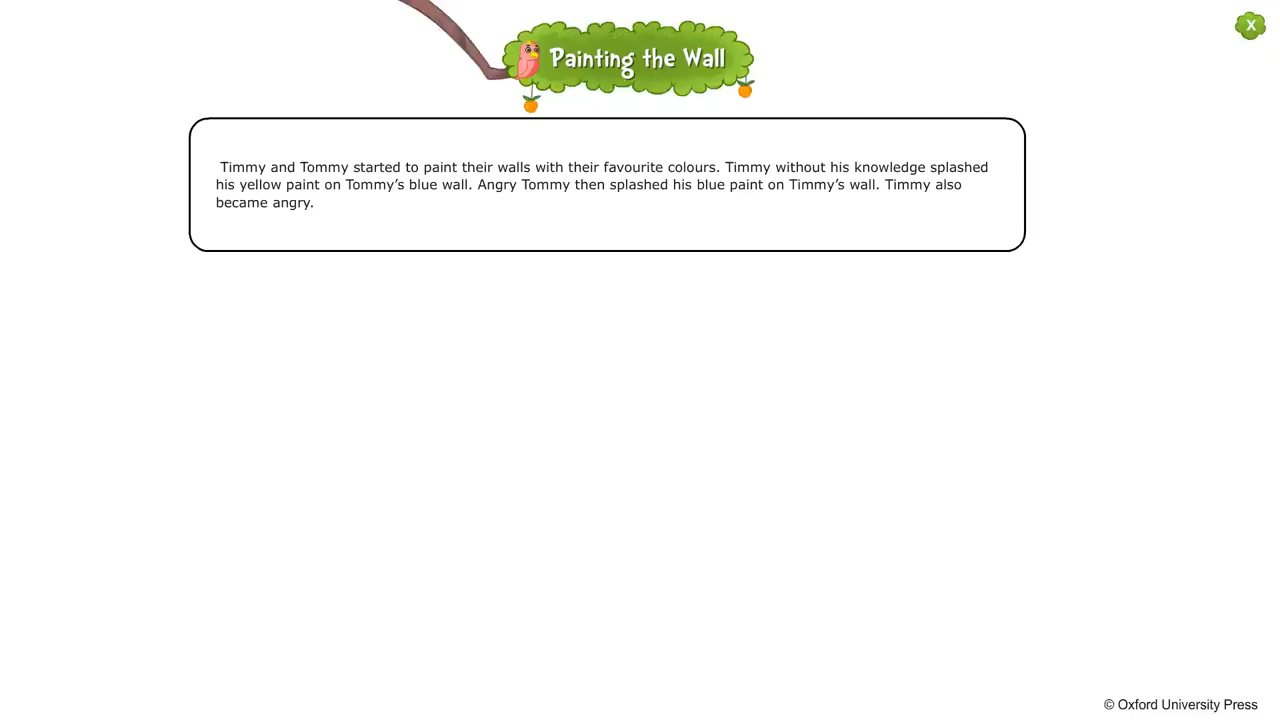 Painting the Wall
X
Timmy and Tommy started to paint their walls with their favourite colours. Timmy without his knowledge splashed
his yellow paint on Tommy’s blue wall. Angry Tommy then splashed his blue paint on Timmy’s wall. Timmy also
became angry.
© Oxford University Press